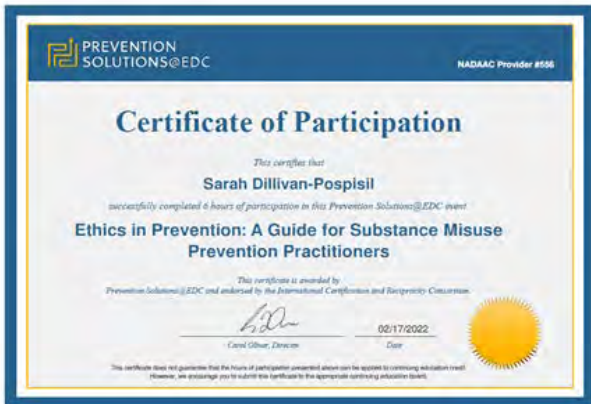 PREVENTION
SOLUTIONS@EDC
NADAAC Provider #556
Certificate of Participation
This certifies that
Sarah Dillivan-Pospisil
successfully completed 6 hours of participation in this Prevention Solutions@EDC event
Ethics in Prevention: A Guide for Substance Misuse
Prevention Practitioners
This certificate is awarded by
Prevention Solutions@EDC and endorsed by the International Certification and Reciprocity Consortium
02/17/2022
Carol Oliver, Director
Date
This certificate does not guarantee that the hours of participation presented above can be applied to continuing education credit.
However, we encourage you to submit this certificate to the appropriate continuing education board.